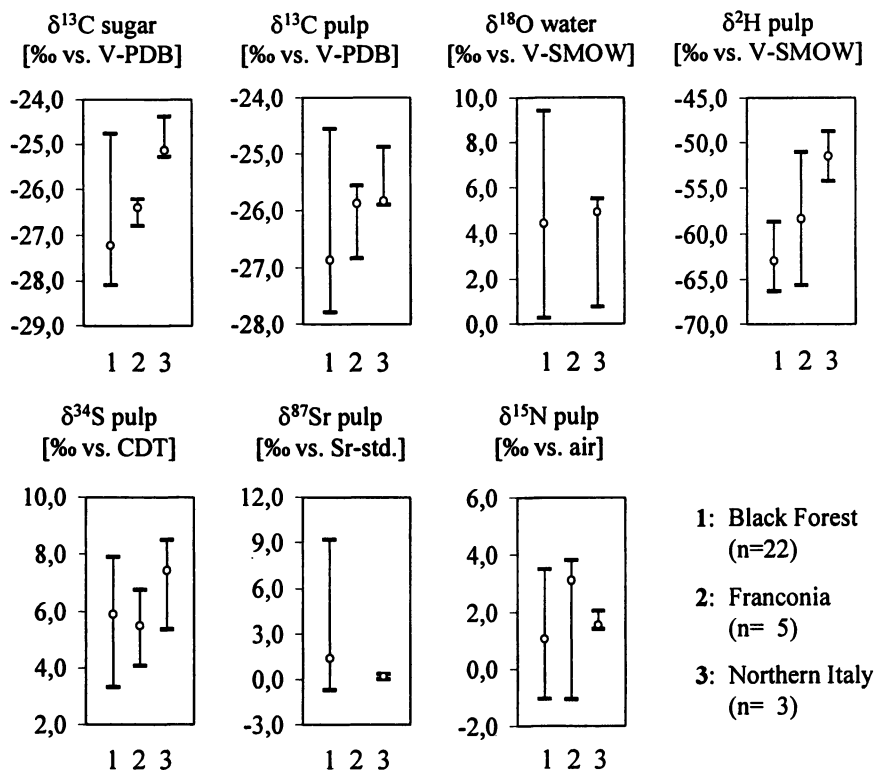 δ¹³C sugar
[‰ vs. V-PDB]
-24,0
-25,0
-26,0
-27,0
-28,0
-29,0
1 2 3
δ¹³C pulp
[‰ vs. V-PDB]
-24,0
-25,0
-26,0
-27,0
-28,0
1 2 3
δ¹⁸O water
[‰ vs. V-SMOW]
10,0
8,0
6,0
4,0
2,0
0,0
1 2 3
δ²H pulp
[‰ vs. V-SMOW]
-45,0
-50,0
-55,0
-60,0
-65,0
-70,0
1 2 3
δ³⁴S pulp
[‰ vs. CDT]
10,0
8,0
6,0
4,0
2,0
1 2 3
δ⁸⁷Sr pulp
[‰ vs. Sr-std.]
12,0
9,0
6,0
3,0
0,0
-3,0
1 2 3
δ¹⁵N pulp
[‰ vs. air]
6,0
4,0
2,0
0,0
-2,0
1 2 3
1: Black Forest
(n=22)
2: Franconia
(n= 5)
3: Northern Italy
(n= 3)